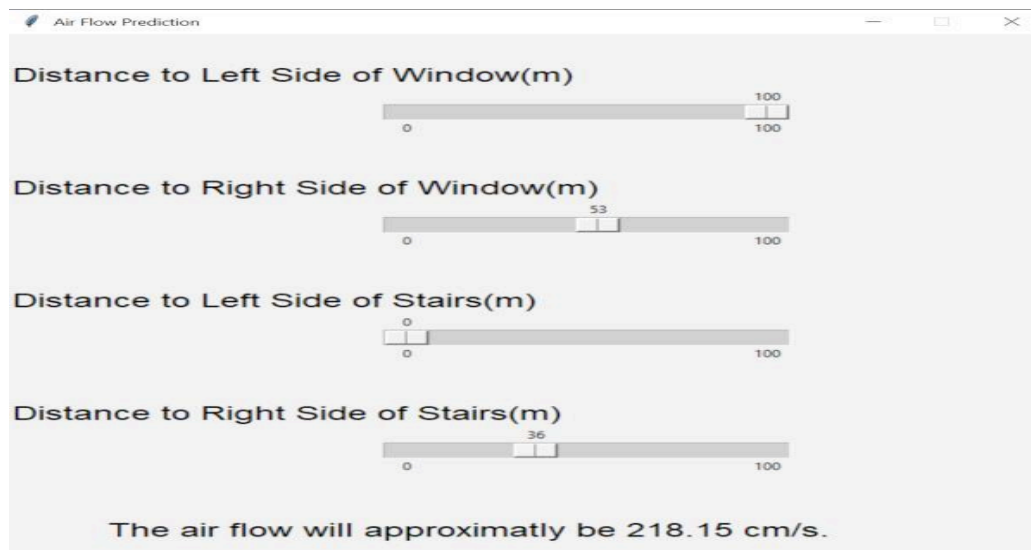 Air Flow Prediction
Distance to Left Side of Window(m)
100
0 100
Distance to Right Side of Window(m)
53
0 100
Distance to Left Side of Stairs(m)
0
0 100
Distance to Right Side of Stairs(m)
36
0 100
The air flow will approximatly be 218.15 cm/s.